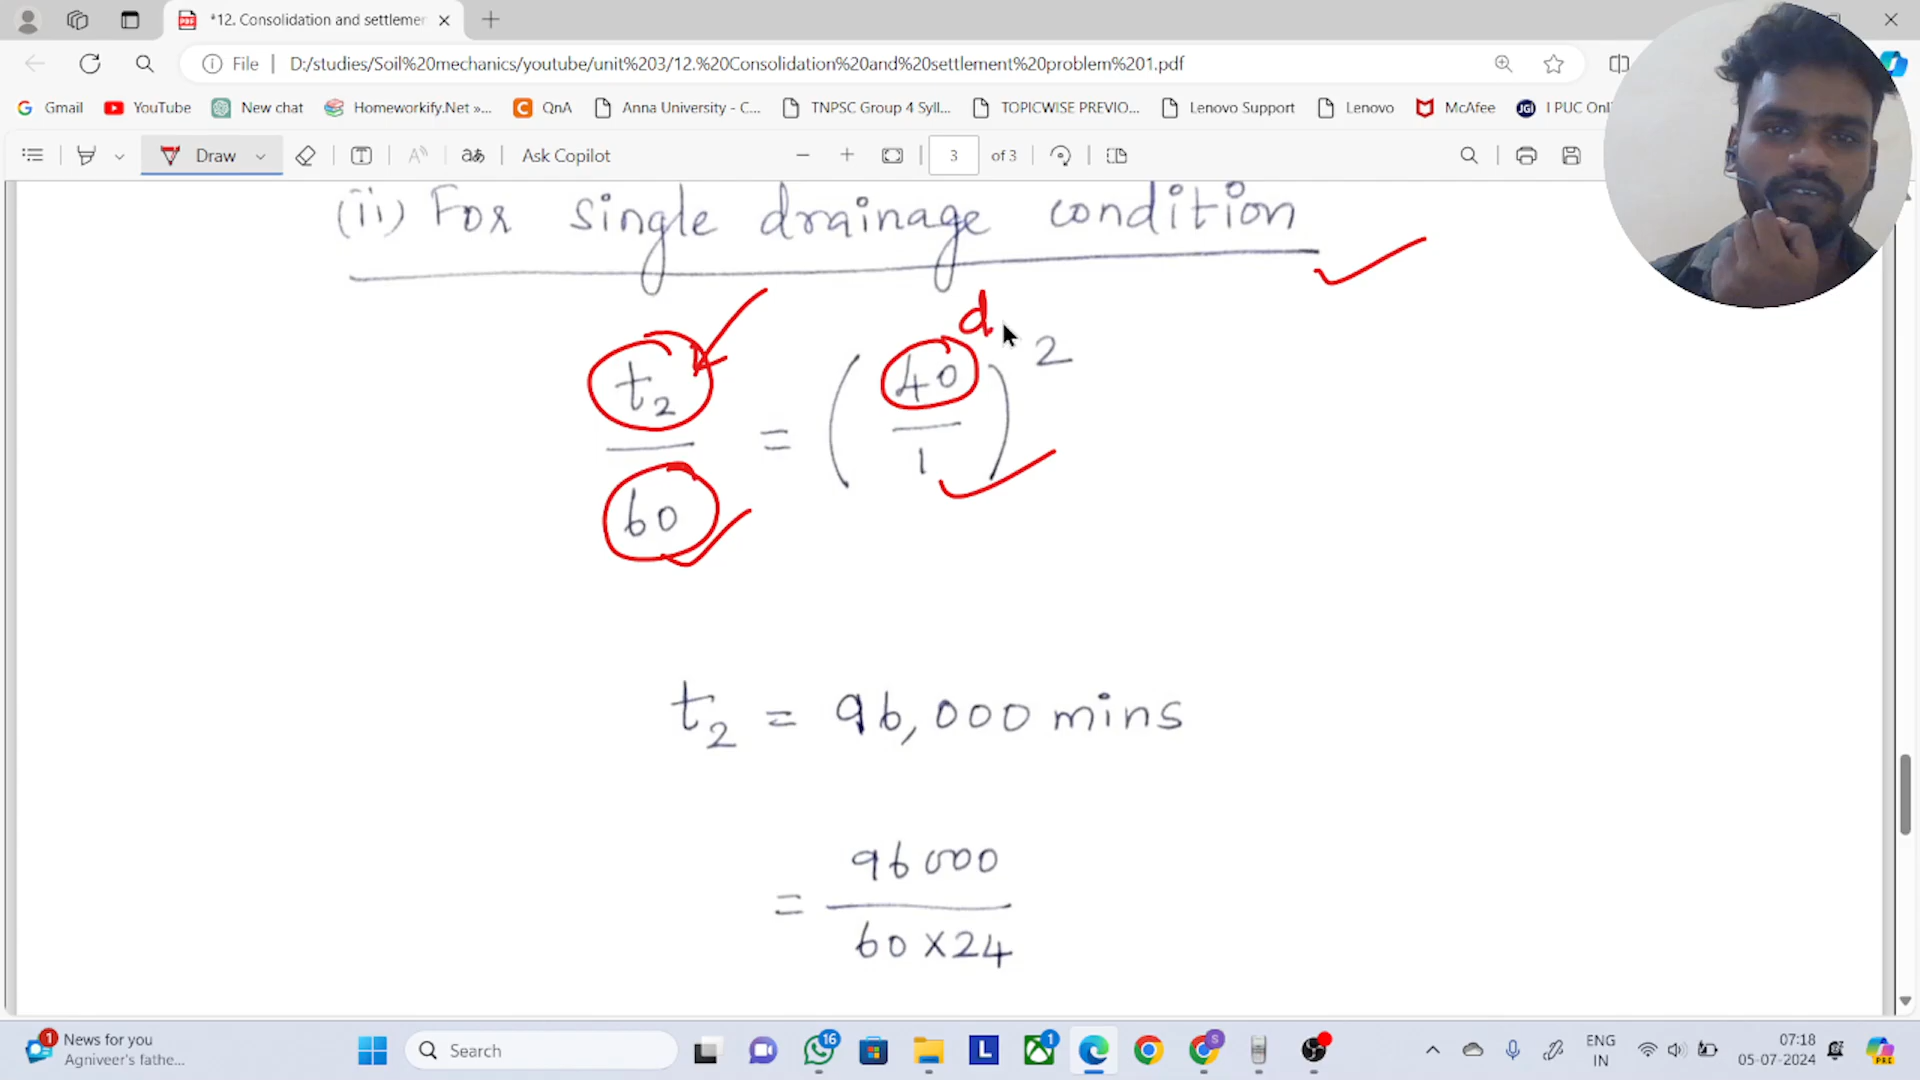 *12. Consolidation and settlemer
File
D:/studies/Soil%20mechanics/youtube/unit%203/12.%20Consolidation%20and%20settlement%20problem%201.pdf
Gmail
YouTube
New chat
Homeworkify.Net »...
QnA
Anna University - C...
TNPSC Group 4 Syll...
TOPICWISE PREVIO...
Lenovo Support
Lenovo
McAfee
I PUC Onl
Draw
Ask Copilot
3 of 3
(ii) For single drainage condition
d
t₂ / 60 = (40 / 1)²
t₂ = 96,000 mins
= 96000 / 60 x 24
News for you
Agniveer's fathe...
Search
16
1
ENG
IN
07:18
05-07-2024